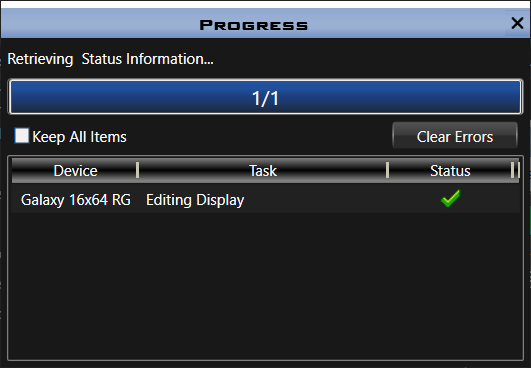 Progress
Retrieving  Status Information...
1/1
Keep All Items
Clear Errors
Device Task Status
Galaxy 16x64 RG Editing Display